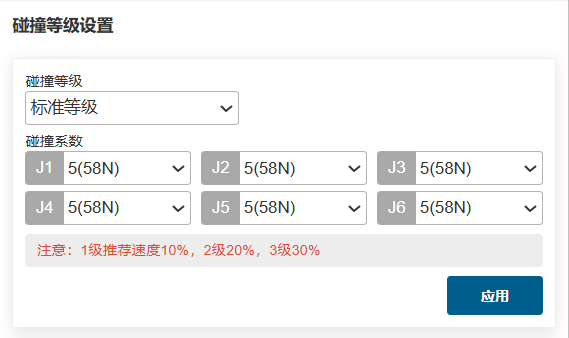 碰撞等级设置
碰撞等级
标准等级
碰撞系数
J1 5(58N) J2 5(58N) J3 5(58N)
J4 5(58N) J5 5(58N) J6 5(58N)
注意：1级推荐速度10%，2级20%，3级30%
应用